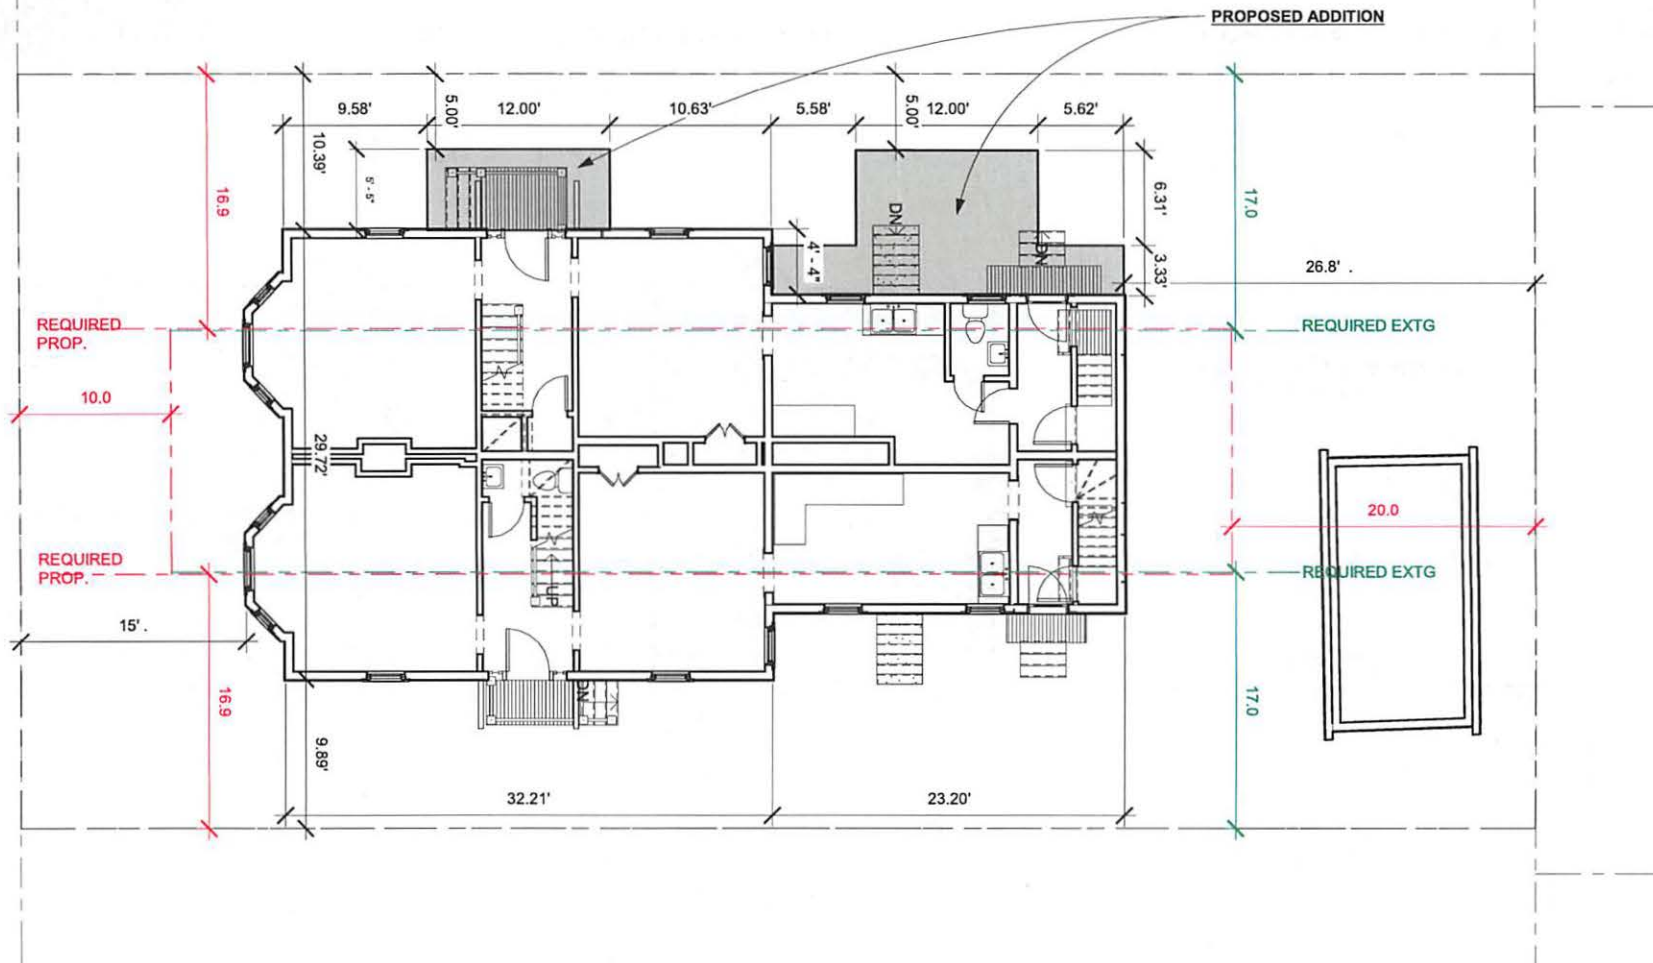 PROPOSED ADDITION
9.58'
5.00'
12.00'
10.63'
5.58'
5.00'
12.00'
5.62'
10.39'
16.9
5' - 5"
17.0
6.31'
DN
DN
4' - 4"
3.33'
26.8' .
REQUIRED
PROP.
REQUIRED EXTG
10.0
29.72'
20.0
REQUIRED
PROP.
REQUIRED EXTG
UP
15' .
16.9
DN
17.0
9.89'
32.21'
23.20'